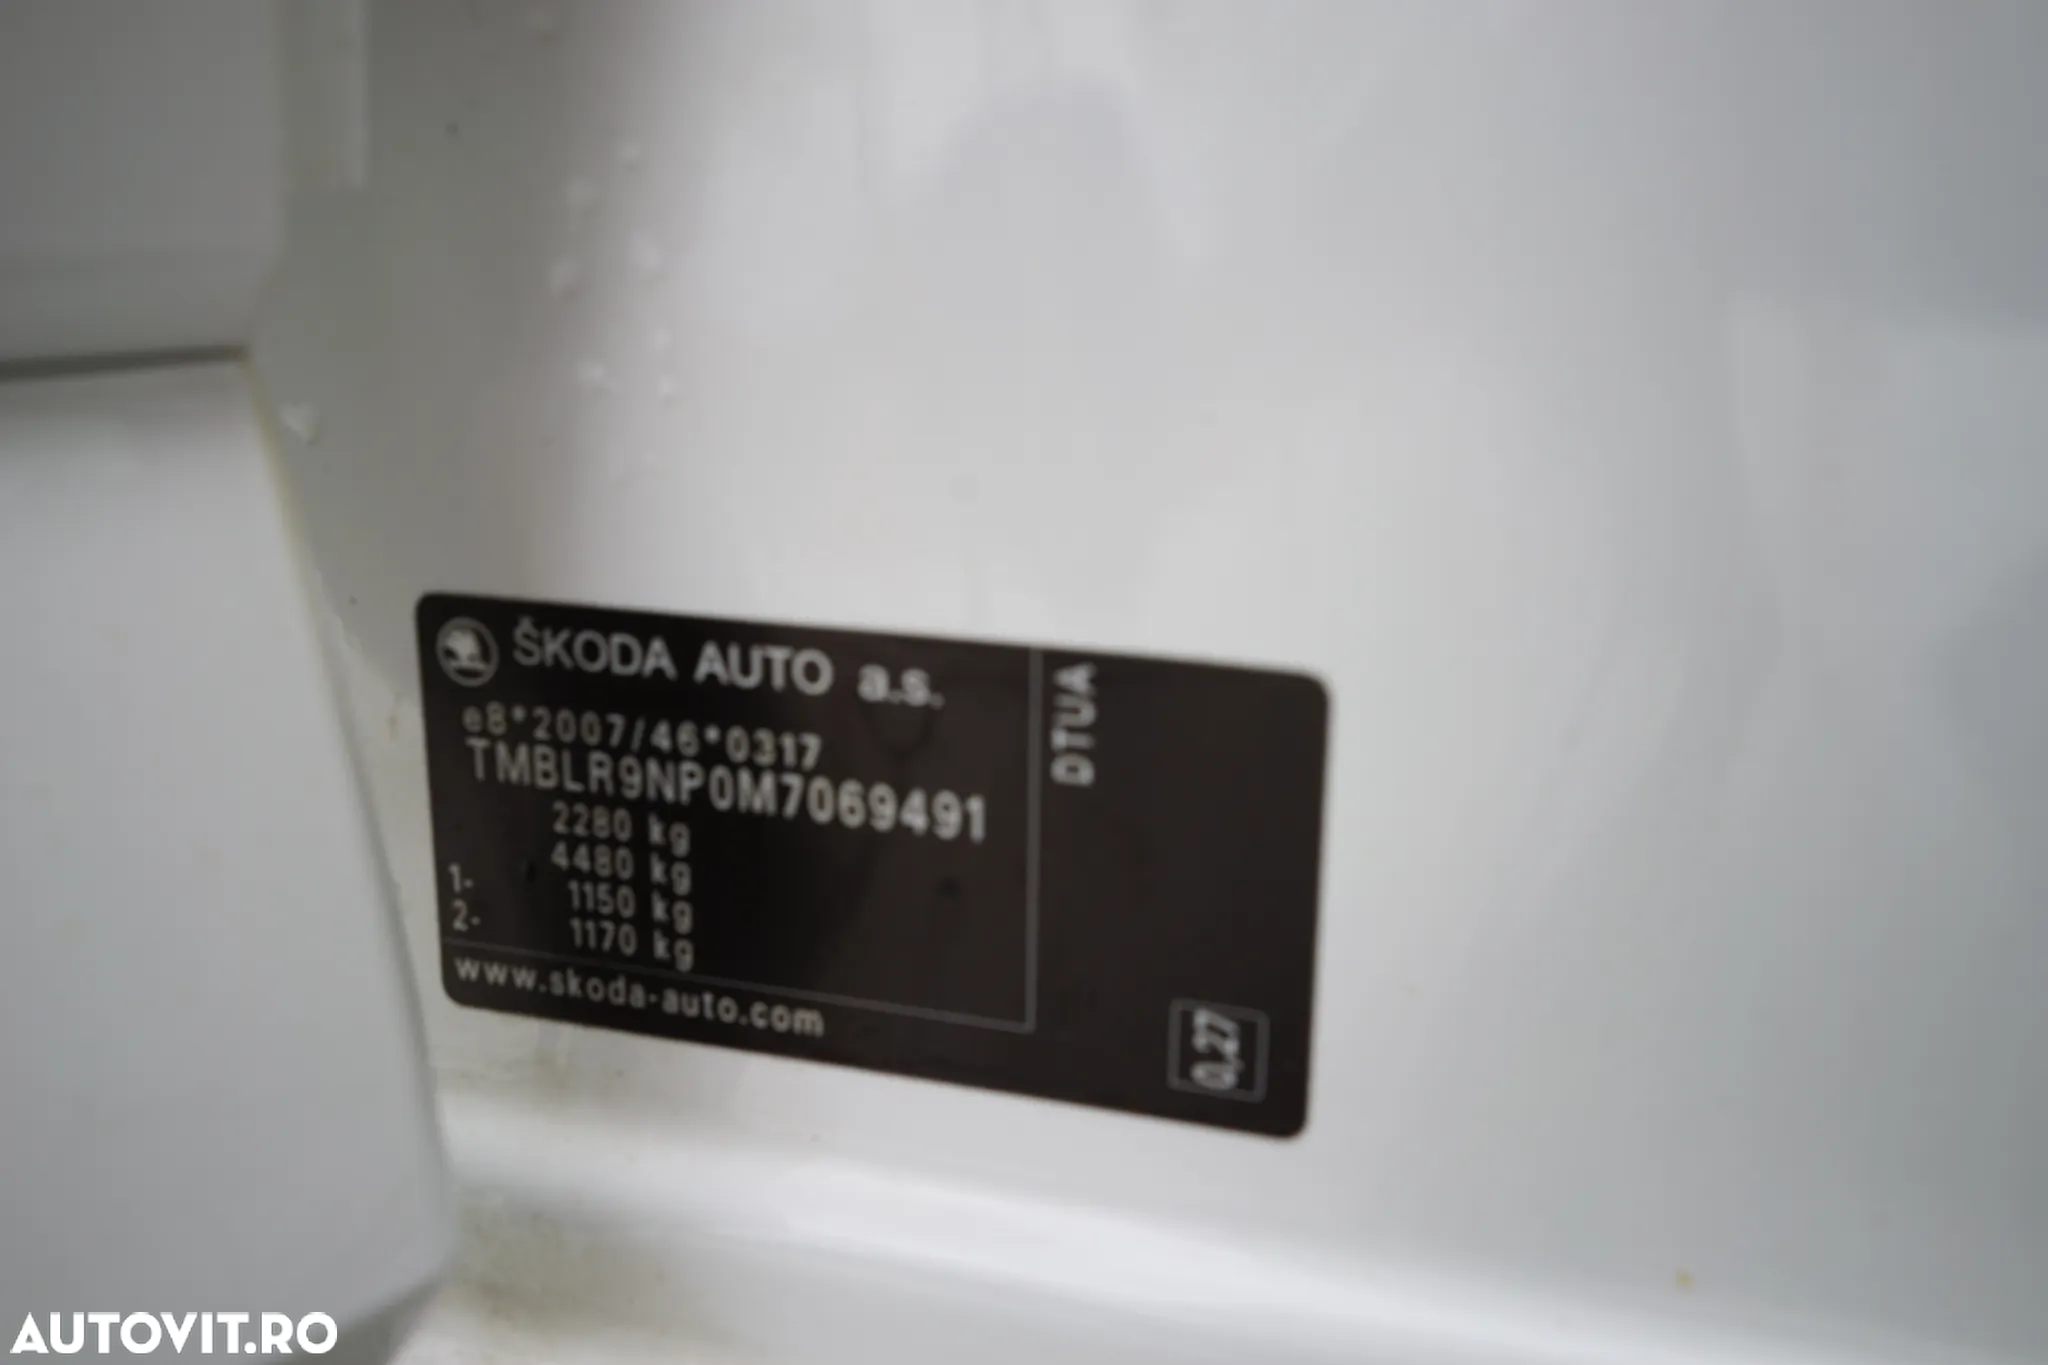 ŠKODA AUTO a.s.
e8*2007/46*0317
TMBLR9NP0M7069491
2280 kg
4480 kg
1- 1150 kg
2- 1170 kg
www.skoda-auto.com
DTUA
0,27
AUTOVIT.RO